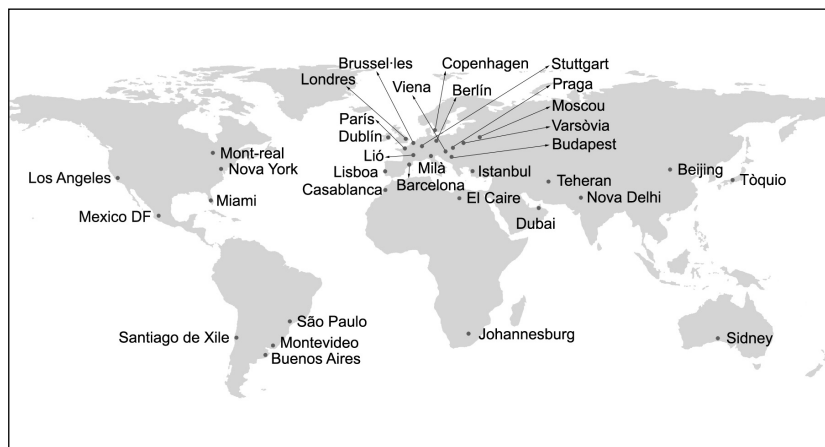 Brussel·les
Copenhagen
Stuttgart
Londres
Viena
Berlín
Praga
Moscou
París
Varsòvia
Dublín
Budapest
Lió
Milà
Mont-real
Nova York
Los Angeles
Lisboa
Istanbul
Teheran
Beijing
Tòquio
Casablanca
Barcelona
El Caire
Nova Delhi
Miami
Mexico DF
Dubai
São Paulo
Santiago de Xile
Montevideo
Buenos Aires
Johannesburg
Sidney